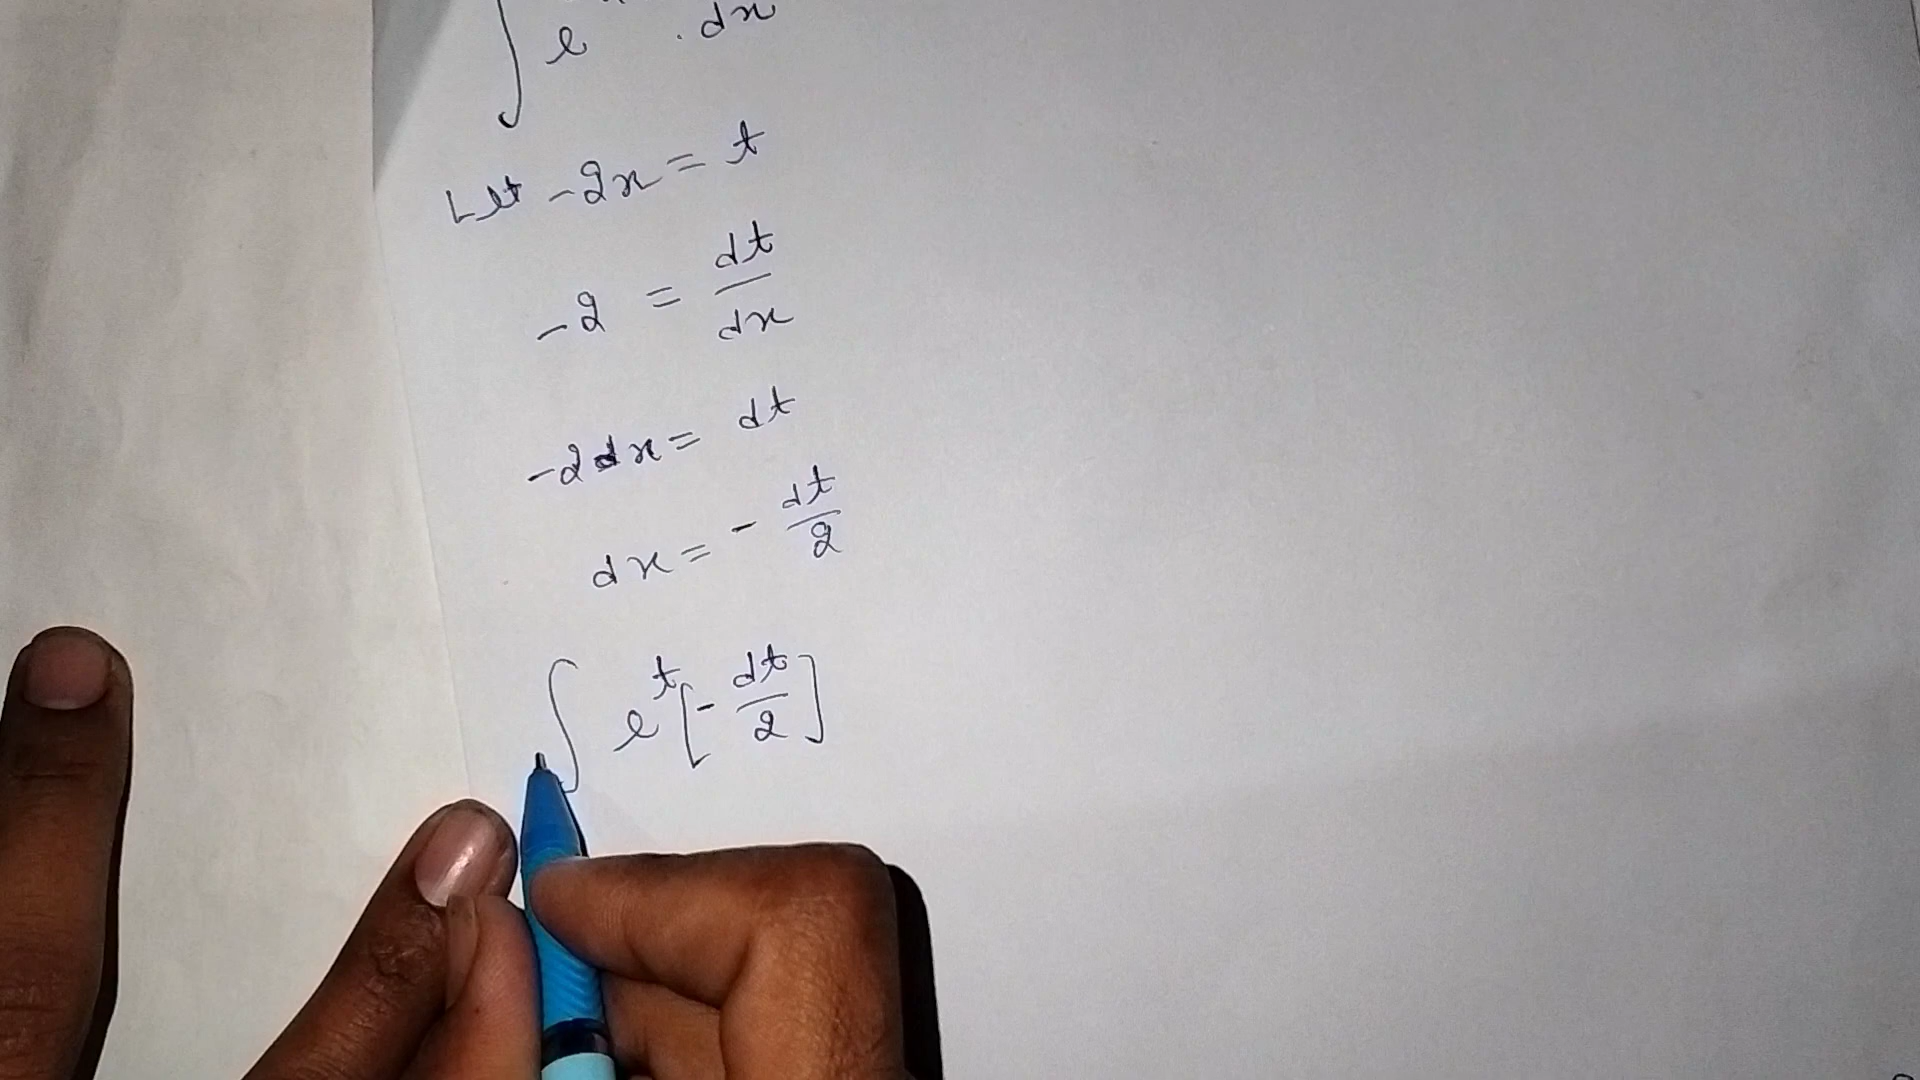 ∫ e . dx
Let -2x = t
-2 = dt/dx
-2dx = dt
dx = - dt/2
∫ e^t [- dt/2]